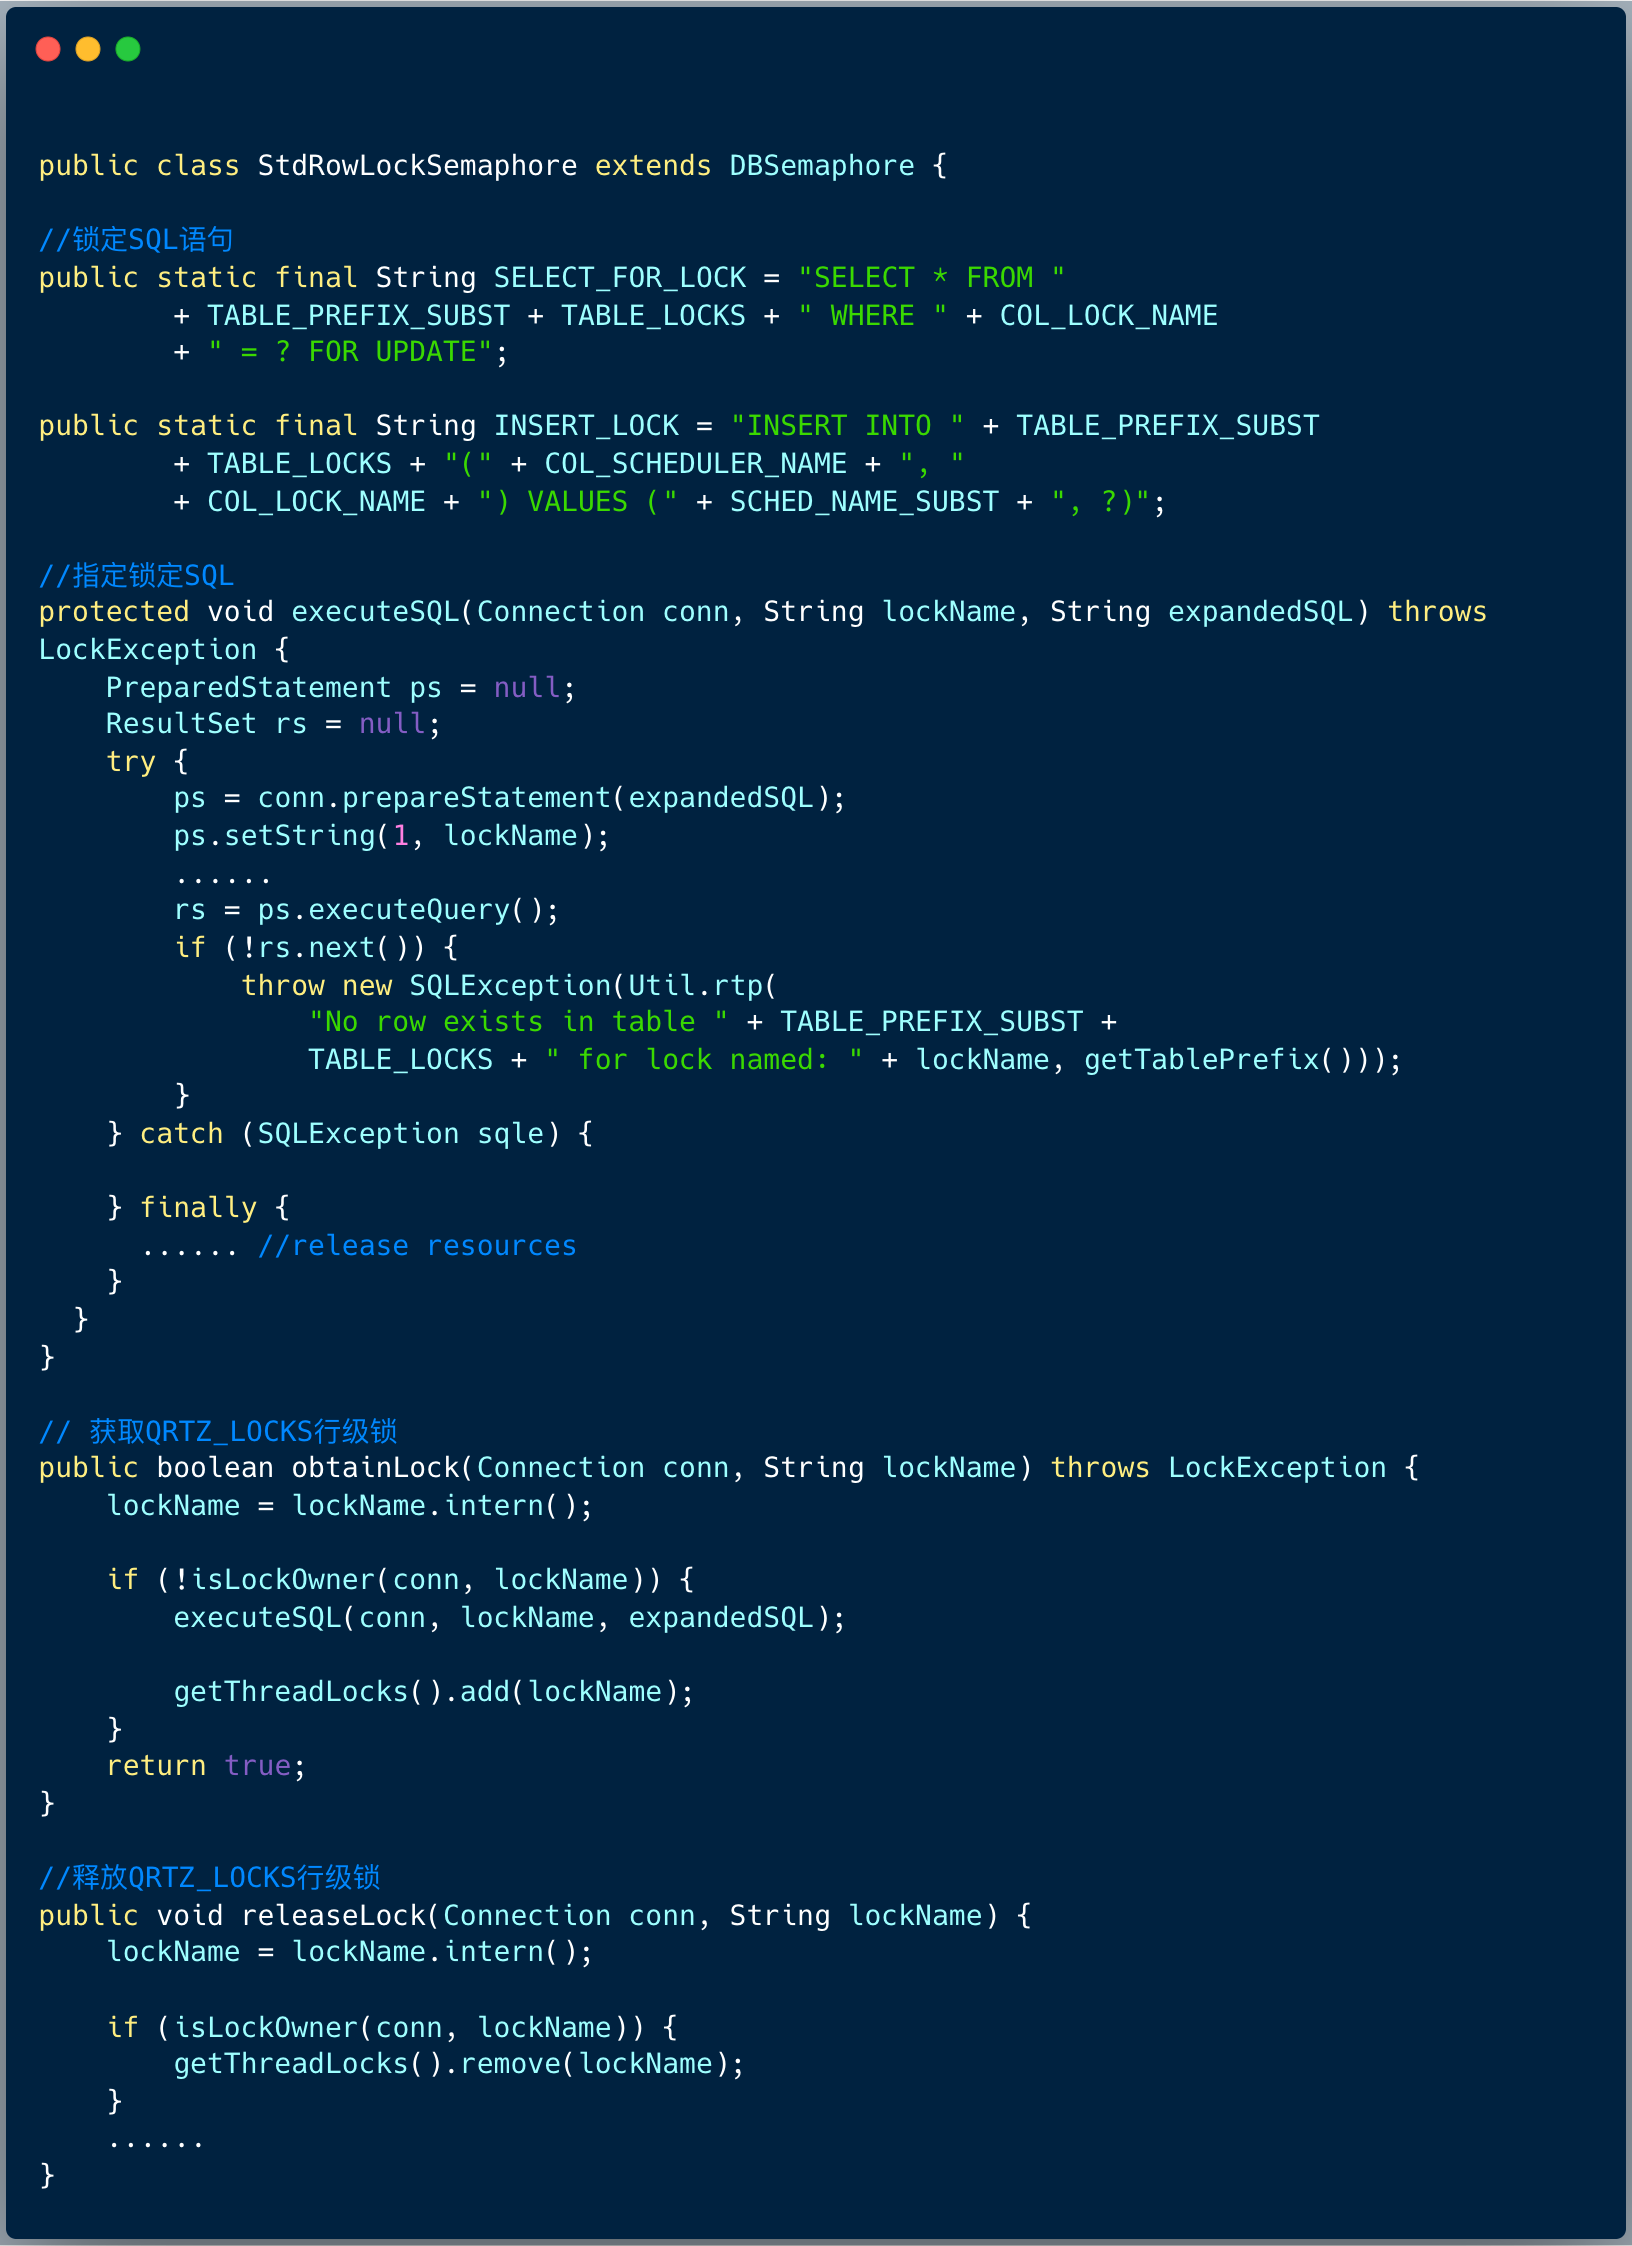 public class StdRowLockSemaphore extends DBSemaphore {
//锁定SQL语句
public static final String SELECT_FOR_LOCK = "SELECT * FROM "
        + TABLE_PREFIX_SUBST + TABLE_LOCKS + " WHERE " + COL_LOCK_NAME
        + " = ? FOR UPDATE";
public static final String INSERT_LOCK = "INSERT INTO " + TABLE_PREFIX_SUBST
        + TABLE_LOCKS + "(" + COL_SCHEDULER_NAME + ", "
        + COL_LOCK_NAME + ") VALUES (" + SCHED_NAME_SUBST + ", ?)";
//指定锁定SQL
protected void executeSQL(Connection conn, String lockName, String expandedSQL) throws
LockException {
    PreparedStatement ps = null;
    ResultSet rs = null;
    try {
        ps = conn.prepareStatement(expandedSQL);
        ps.setString(1, lockName);
        ......
        rs = ps.executeQuery();
        if (!rs.next()) {
            throw new SQLException(Util.rtp(
                "No row exists in table " + TABLE_PREFIX_SUBST +
                TABLE_LOCKS + " for lock named: " + lockName, getTablePrefix()));
        }
    } catch (SQLException sqle) {
    } finally {
      ...... //release resources
    }
  }
}
// 获取QRTZ_LOCKS行级锁
public boolean obtainLock(Connection conn, String lockName) throws LockException {
    lockName = lockName.intern();
    if (!isLockOwner(conn, lockName)) {
        executeSQL(conn, lockName, expandedSQL);
        getThreadLocks().add(lockName);
    }
    return true;
}
//释放QRTZ_LOCKS行级锁
public void releaseLock(Connection conn, String lockName) {
    lockName = lockName.intern();
    if (isLockOwner(conn, lockName)) {
        getThreadLocks().remove(lockName);
    }
    ......
}